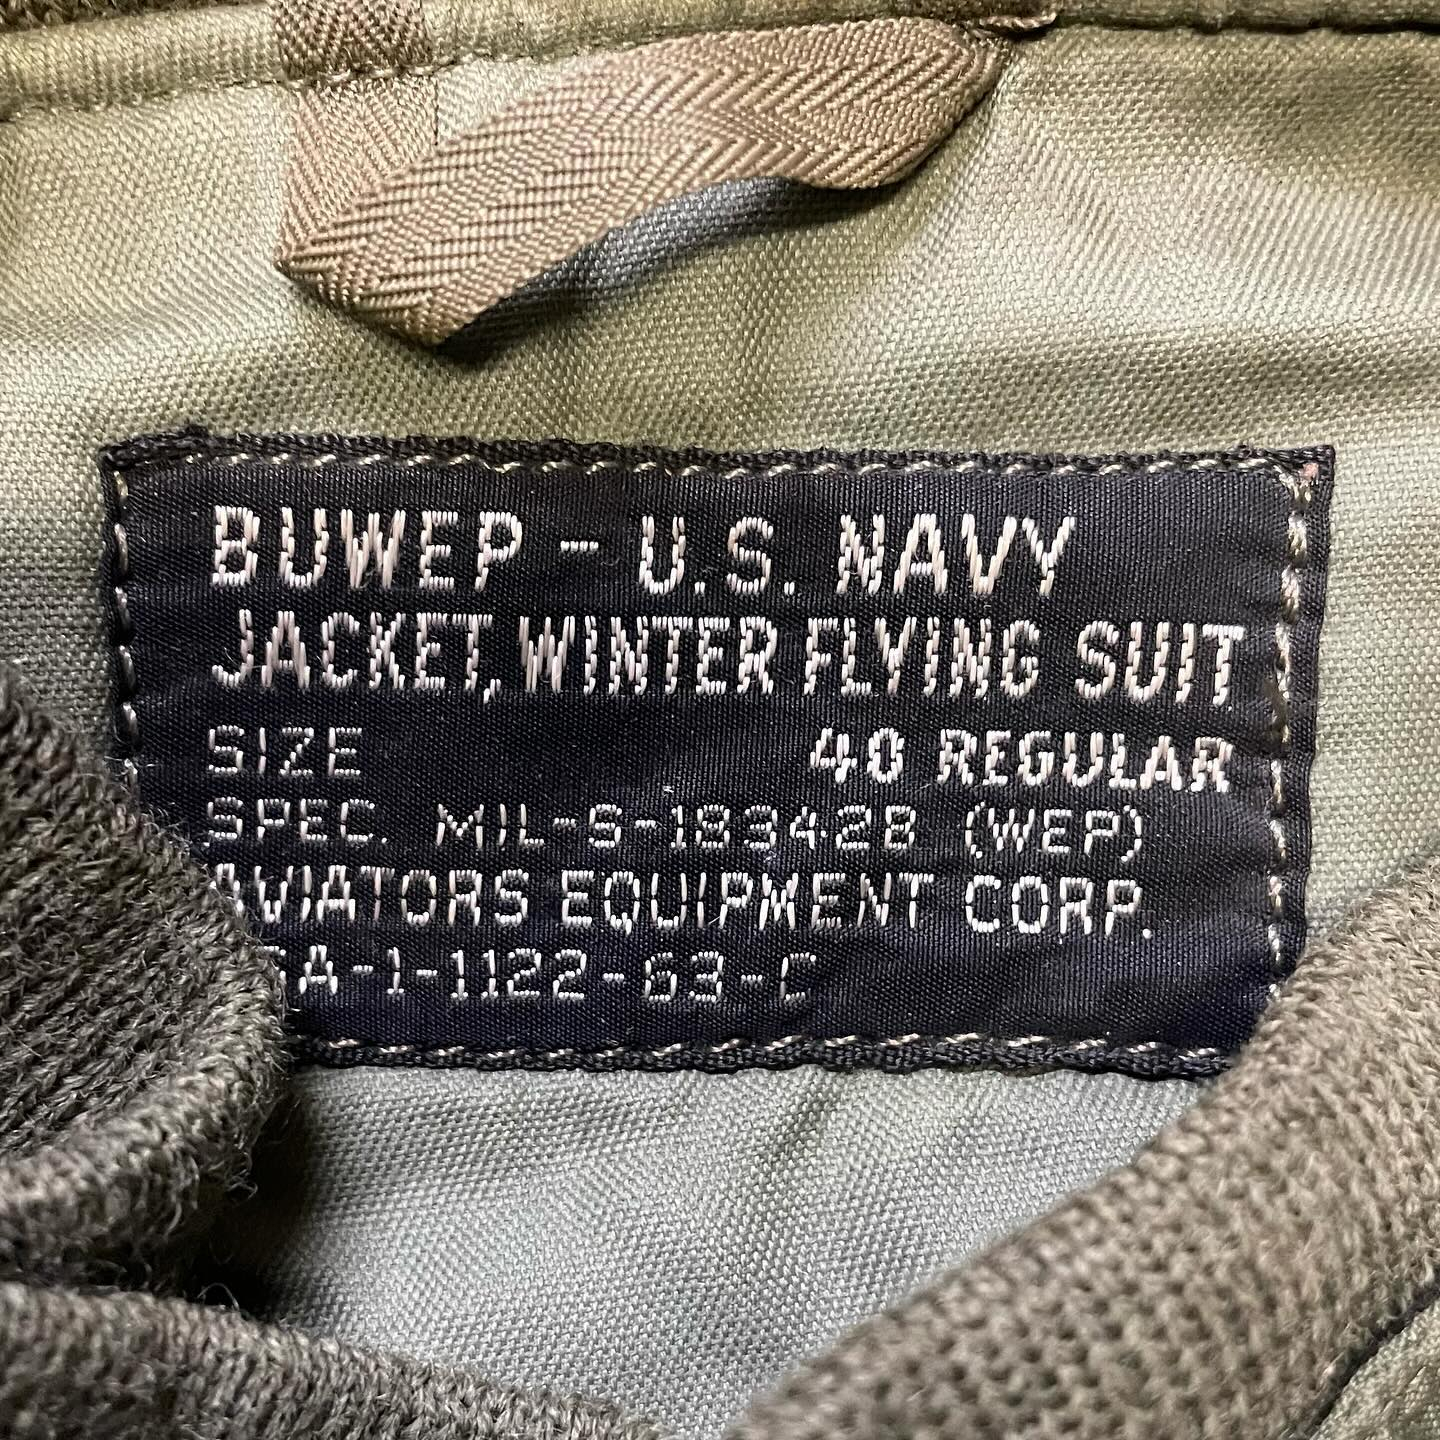 BUWEP - U.S. NAVY
JACKET, WINTER FLYING SUIT
SIZE 40 REGULAR
SPEC. MIL-S-18342B (WEP)
AVIATORS EQUIPMENT CORP.
-1-1122-63-C